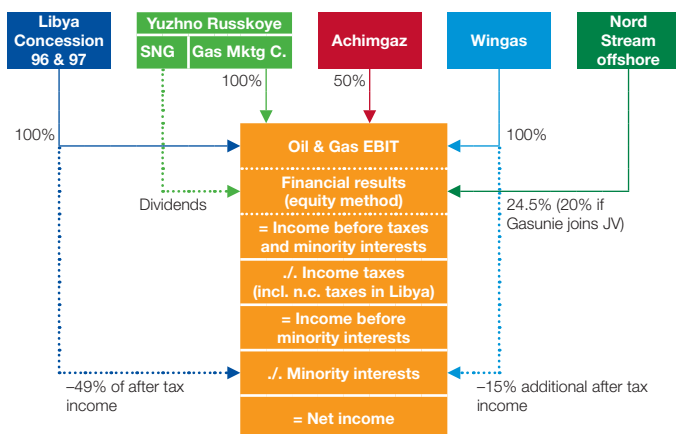 Libya
Concession
96 & 97
Yuzhno Russkoye
SNG
Gas Mktg C.
Achimgaz
Wingas
Nord
Stream
offshore
100%
50%
100%
100%
Oil & Gas EBIT
Financial results
(equity method)
Dividends
24.5% (20% if
Gasunie joins JV)
= Income before taxes
and minority interests
./. Income taxes
(incl. n.c. taxes in Libya)
= Income before
minority interests
./. Minority interests
–49% of after tax
income
–15% additional after tax
income
= Net income